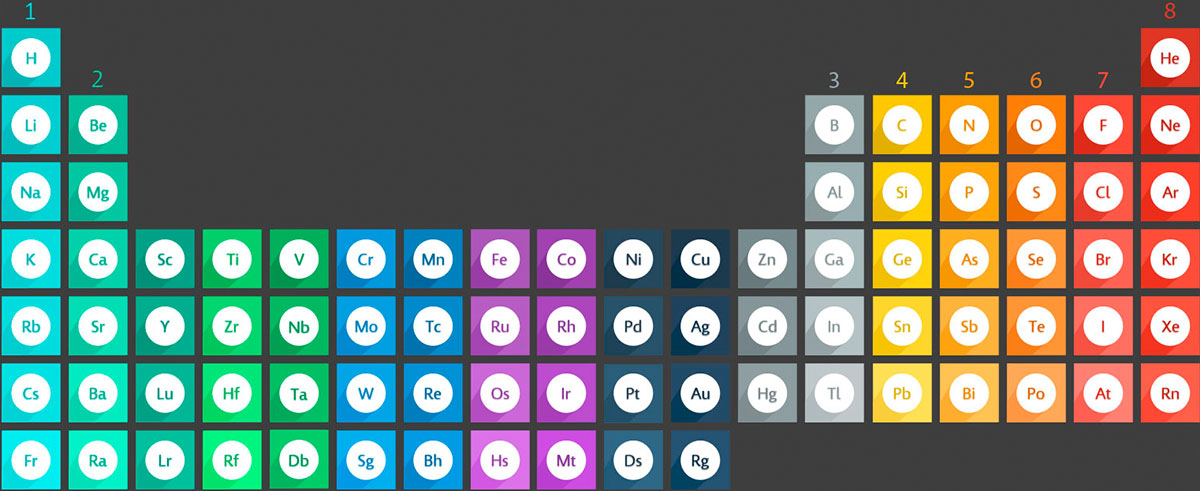 1 8
H He
2 3 4 5 6 7
Li Be B C N O F Ne
Na Mg Al Si P S Cl Ar
K Ca Sc Ti V Cr Mn Fe Co Ni Cu Zn Ga Ge As Se Br Kr
Rb Sr Y Zr Nb Mo Tc Ru Rh Pd Ag Cd In Sn Sb Te I Xe
Cs Ba Lu Hf Ta W Re Os Ir Pt Au Hg Tl Pb Bi Po At Rn
Fr Ra Lr Rf Db Sg Bh Hs Mt Ds Rg